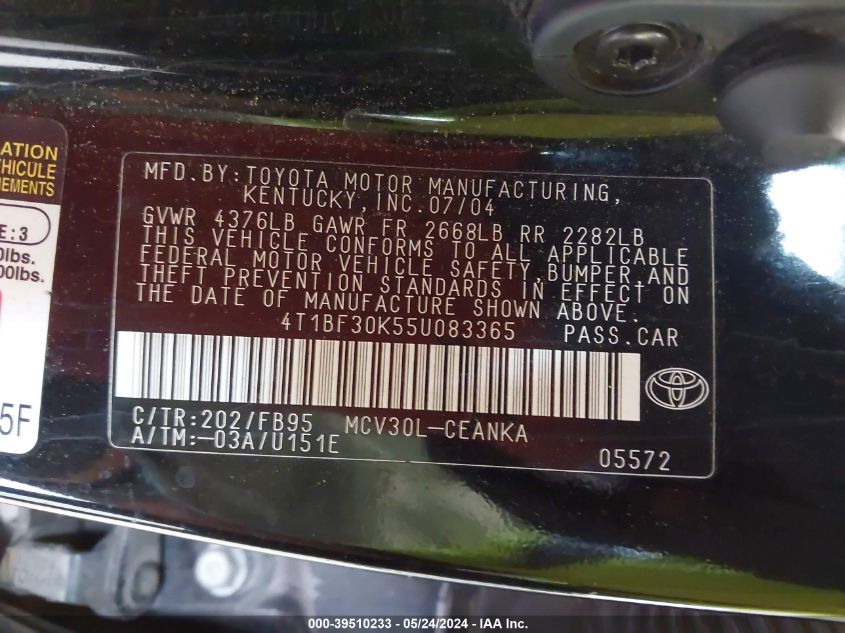 ATION
VÉHICULE
E:3
0lbs.
00lbs.
5F
MFD. BY: TOYOTA MOTOR MANUFACTURING,
KENTUCKY, INC. 07/04
GVWR 4376LB GAWR FR 2668LB RR 2282LB
THIS VEHICLE CONFORMS TO ALL APPLICABLE
FEDERAL MOTOR VEHICLE SAFETY, BUMPER, AND
THEFT PREVENTION STANDARDS IN EFFECT ON
THE DATE OF MANUFACTURE SHOWN ABOVE.
4T1BF30K55U083365 PASS.CAR
C/TR:202/FB95 MCV30L-CEANKA
A/TM:-03A/U151E
05572
000-39510233 - 05/24/2024 - IAA Inc.